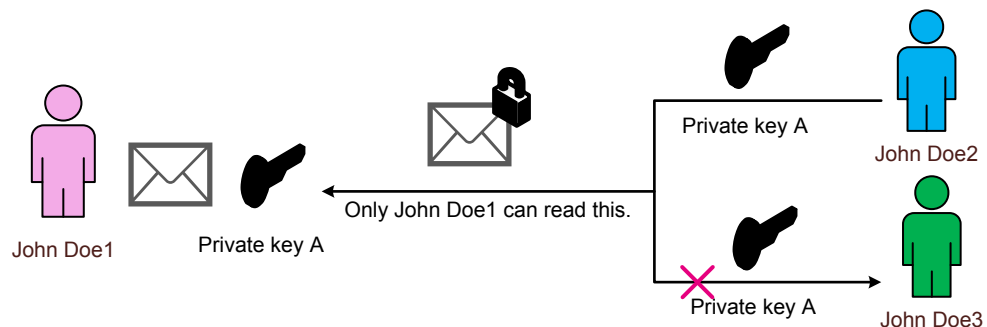 Private key A
John Doe2
Only John Doe1 can read this.
John Doe1
Private key A
Private key A
John Doe3